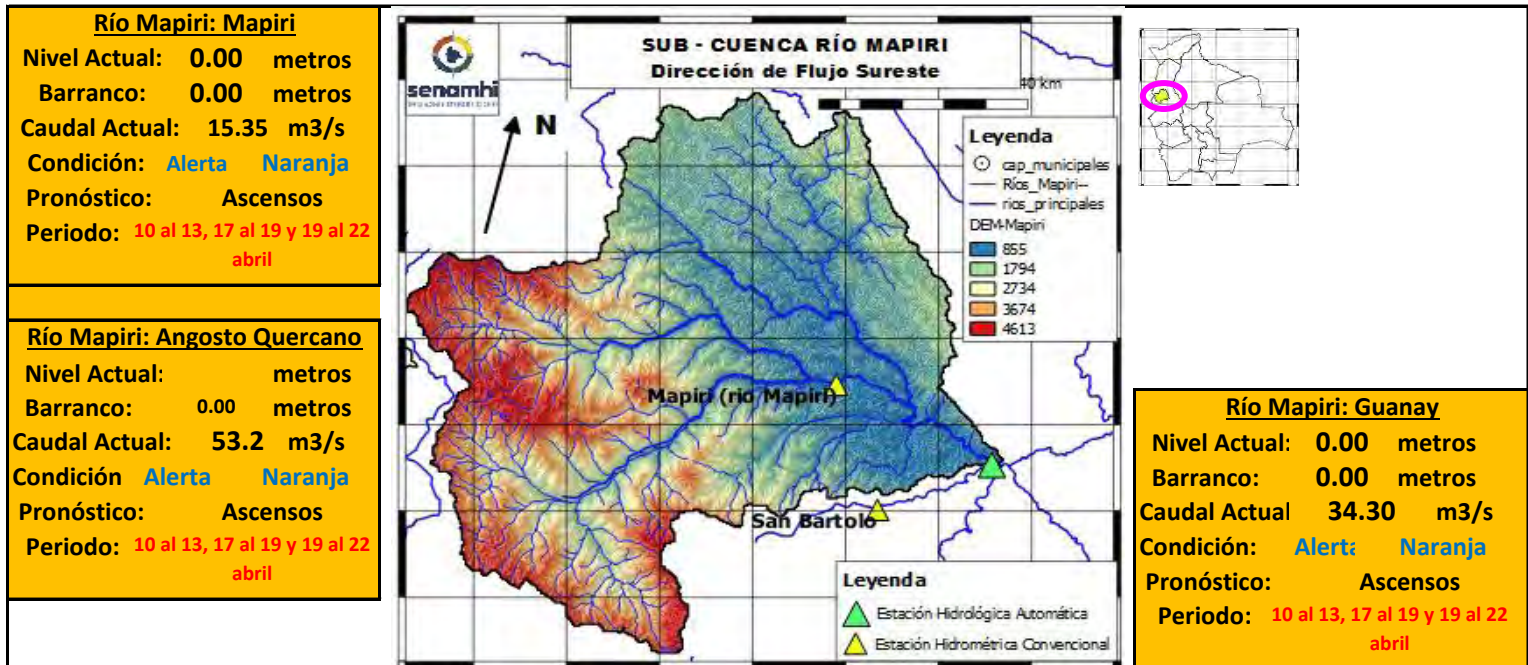 Río Mapiri: Mapiri
Nivel Actual: 0.00 metros
Barranco: 0.00 metros
Caudal Actual: 15.35 m3/s
Condición: Alerta Naranja
Pronóstico: Ascensos
Periodo: 10 al 13, 17 al 19 y 19 al 22
abril
Río Mapiri: Angosto Quercano
Nivel Actual: metros
Barranco: 0.00 metros
Caudal Actual: 53.2 m3/s
Condición Alerta Naranja
Pronóstico: Ascensos
Periodo: 10 al 13, 17 al 19 y 19 al 22
abril
senamhi
SUB - CUENCA RÍO MAPIRI
Dirección de Flujo Sureste
40 km
N
Leyenda
cap_municipales
Ríos_Mapiri--
rios_principales
DEM-Mapiri
855
1794
2734
3674
4613
Mapiri (rio Mapiri)
San Bartolo
Leyenda
Estación Hidrológica Automática
Estación Hidrométrica Convencional
Río Mapiri: Guanay
Nivel Actual: 0.00 metros
Barranco: 0.00 metros
Caudal Actual 34.30 m3/s
Condición: Alerta Naranja
Pronóstico: Ascensos
Periodo: 10 al 13, 17 al 19 y 19 al 22
abril